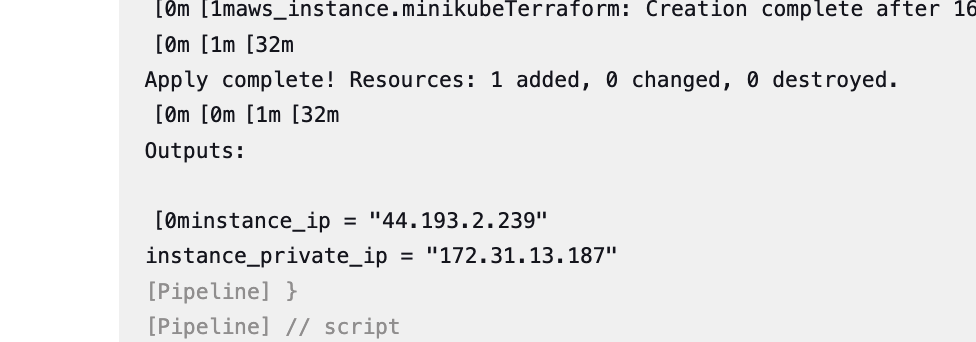 [0m [1maws_instance.minikubeTerraform: Creation complete after 16
[0m [1m [32m
Apply complete! Resources: 1 added, 0 changed, 0 destroyed.
[0m [0m [1m [32m
Outputs:
[0minstance_ip = "44.193.2.239"
instance_private_ip = "172.31.13.187"
[Pipeline] }
[Pipeline] // script